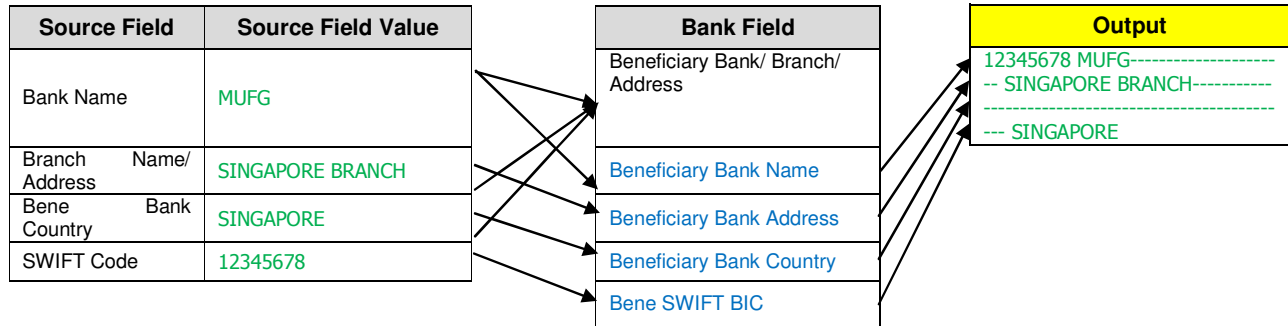 Source Field Source Field Value
Bank Name MUFG
Branch Name/
Address SINGAPORE BRANCH
Bene Bank
Country SINGAPORE
SWIFT Code 12345678
Bank Field
Beneficiary Bank/ Branch/
Address
Beneficiary Bank Name
Beneficiary Bank Address
Beneficiary Bank Country
Bene SWIFT BIC
Output
12345678 MUFG--------------------
-- SINGAPORE BRANCH-----------
----------------------------------------
--- SINGAPORE